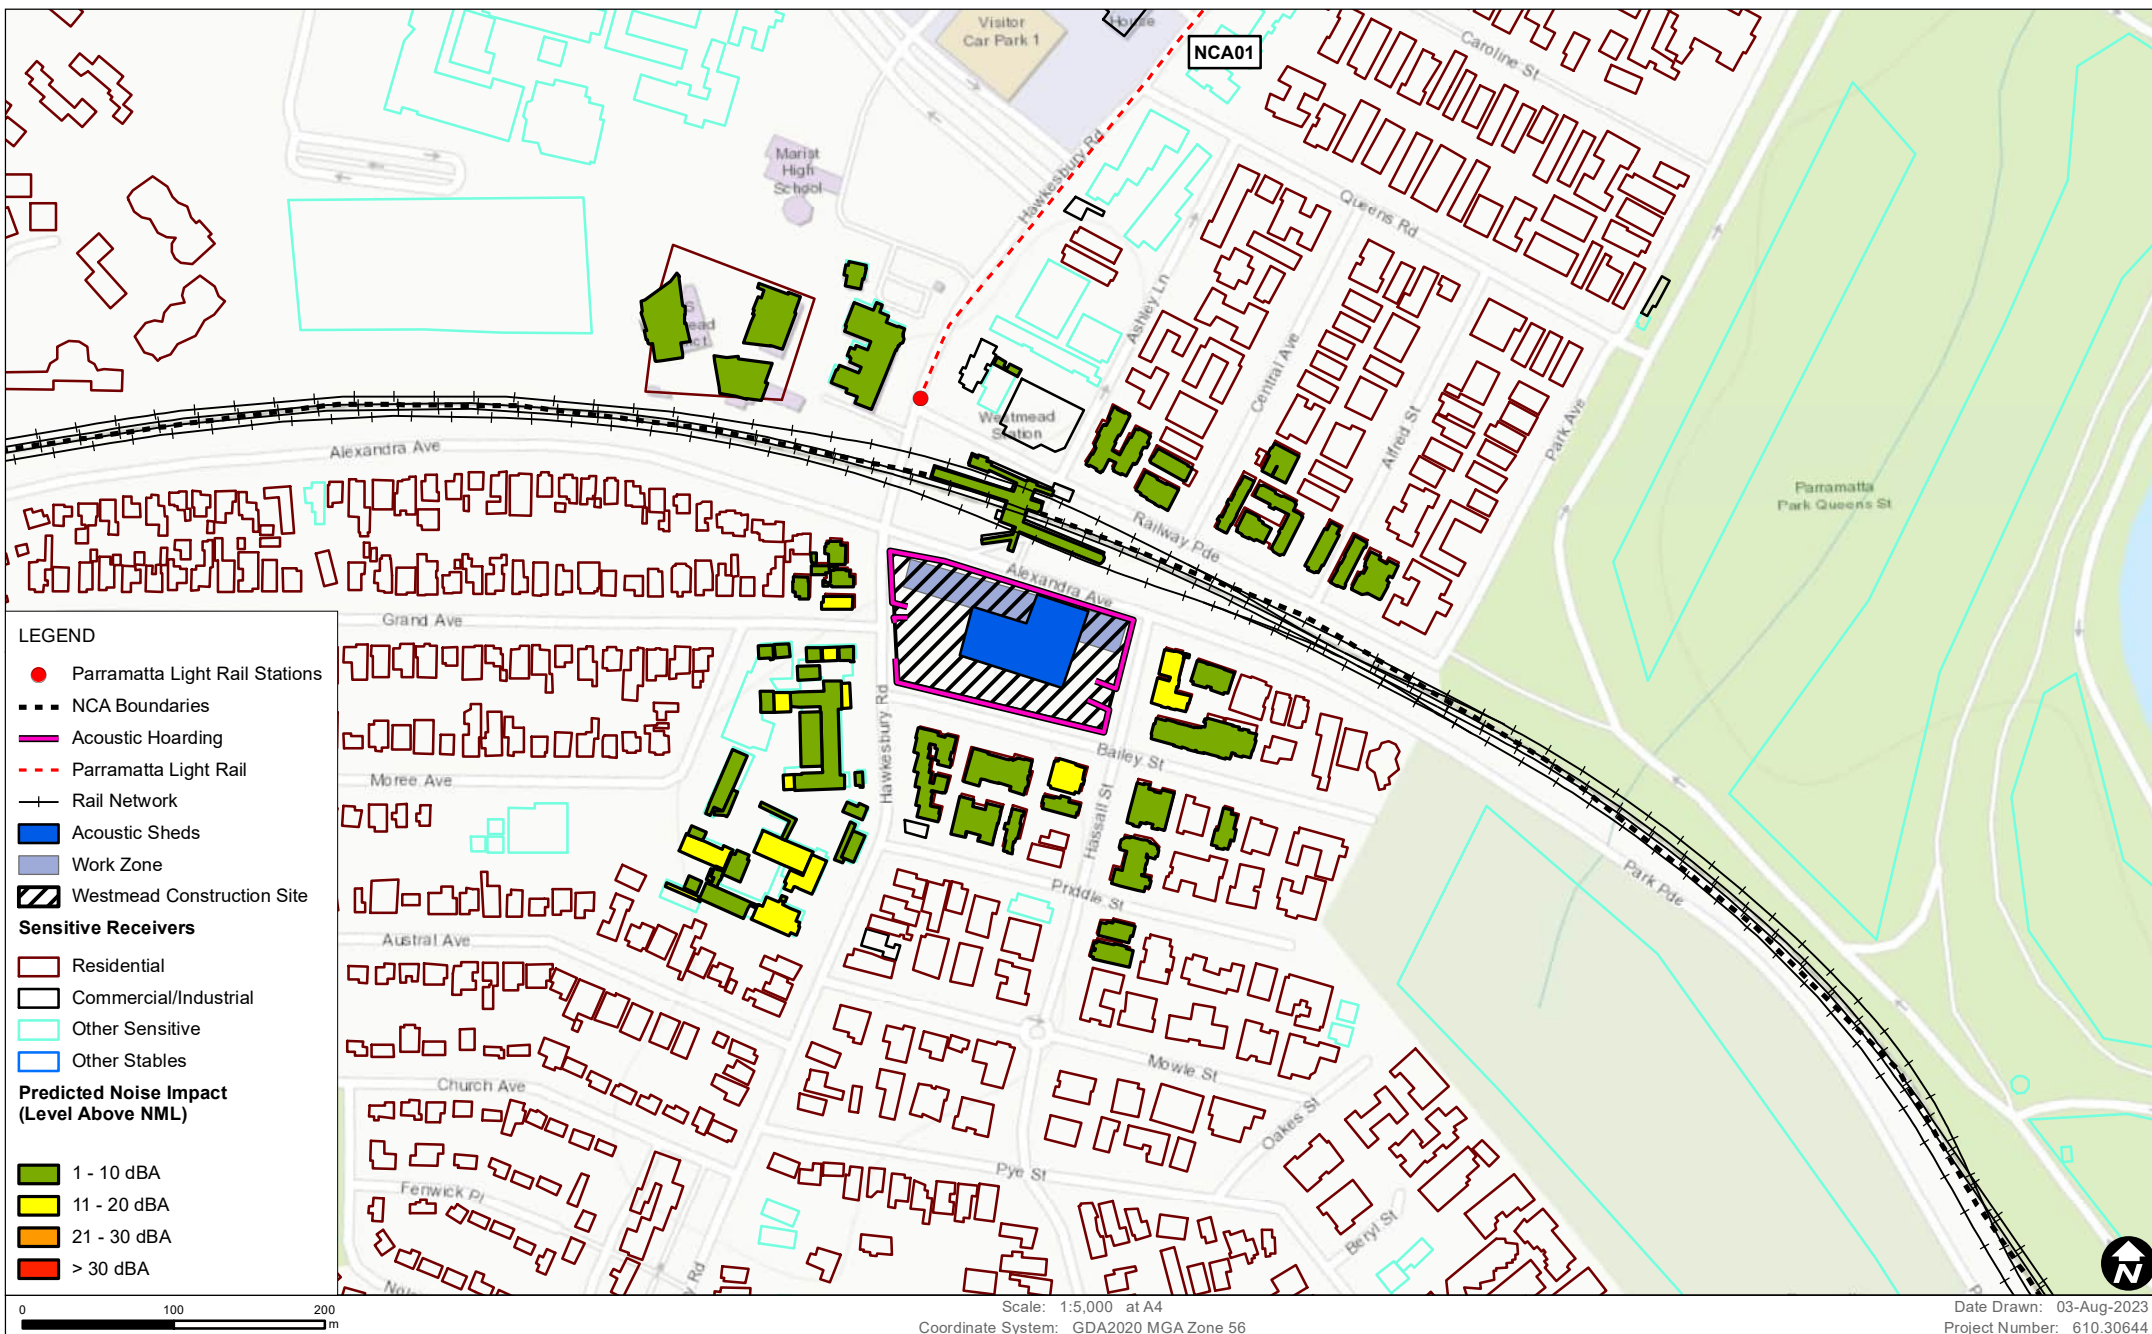 Visitor
Car Park 1
House
NCA01
Caroline St
Marist
High
School
Hawkesbury Rd
Queens Rd
Ashley Ln
Central Ave
Alfred St
Park Ave
Westmead
Station
Alexandra Ave
Railway Pde
Alexandra Ave
Parramatta
Park Queens St
Grand Ave
Moree Ave
Hawkesbury Rd
Bailey St
Hassall St
Priddle St
Park Pde
Austral Ave
Church Ave
Mowle St
Oakes St
Pye St
Fenwick Pl
Beryl St
LEGEND
Parramatta Light Rail Stations
NCA Boundaries
Acoustic Hoarding
Parramatta Light Rail
Rail Network
Acoustic Sheds
Work Zone
Westmead Construction Site
Sensitive Receivers
Residential
Commercial/Industrial
Other Sensitive
Other Stables
Predicted Noise Impact
(Level Above NML)
1 - 10 dBA
11 - 20 dBA
21 - 30 dBA
> 30 dBA
N
0 100 200
m
Scale: 1:5,000 at A4
Coordinate System: GDA2020 MGA Zone 56
Date Drawn: 03-Aug-2023
Project Number: 610.30644